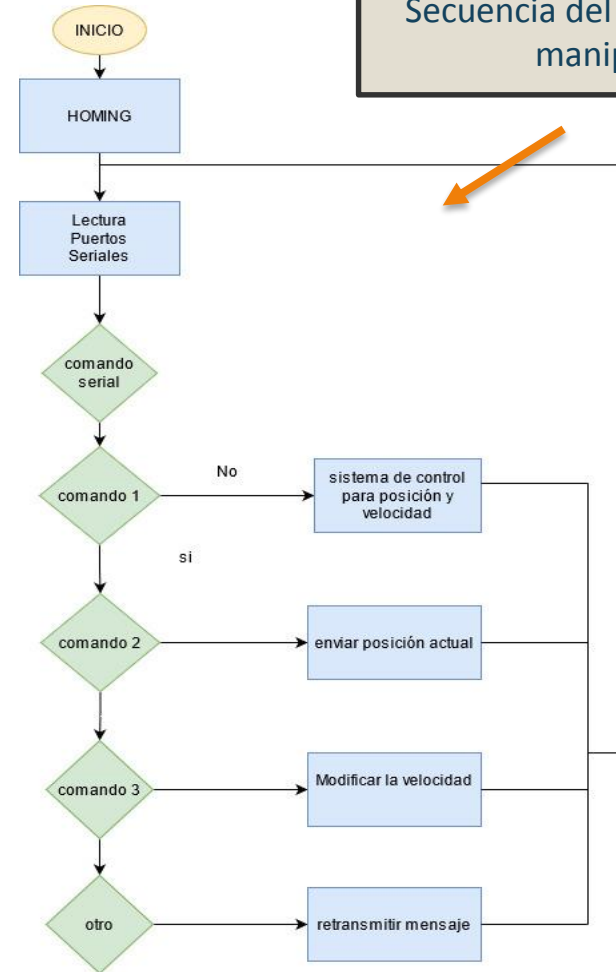 Secuencia del
INICIO
HOMING
Lectura
Puertos
Seriales
comando
serial
comando 1
No
sistema de control
para posición y
velocidad
si
comando 2
enviar posición actual
comando 3
Modificar la velocidad
otro
retransmitir mensaje